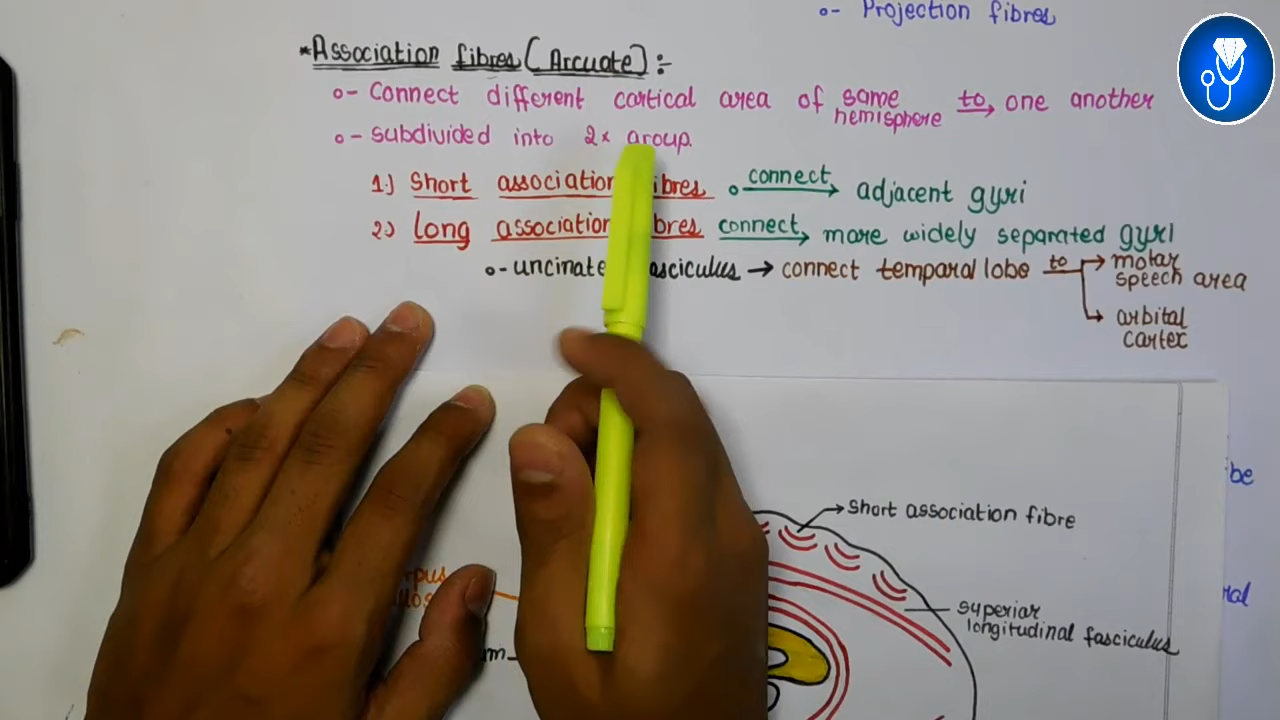 o- Projection fibres
*Association fibres (Arcuate) :-
o- Connect different cortical area of same hemisphere to one another
o- subdivided into 2x group
1.) Short association fibres o connect adjacent gyri
2.) Long association fibres connect more widely separated gyri
o- uncinate fasciculus → connect temporal lobe to → motor speech area
→ orbital cortex
Short association fibre
superior longitudinal fasciculus